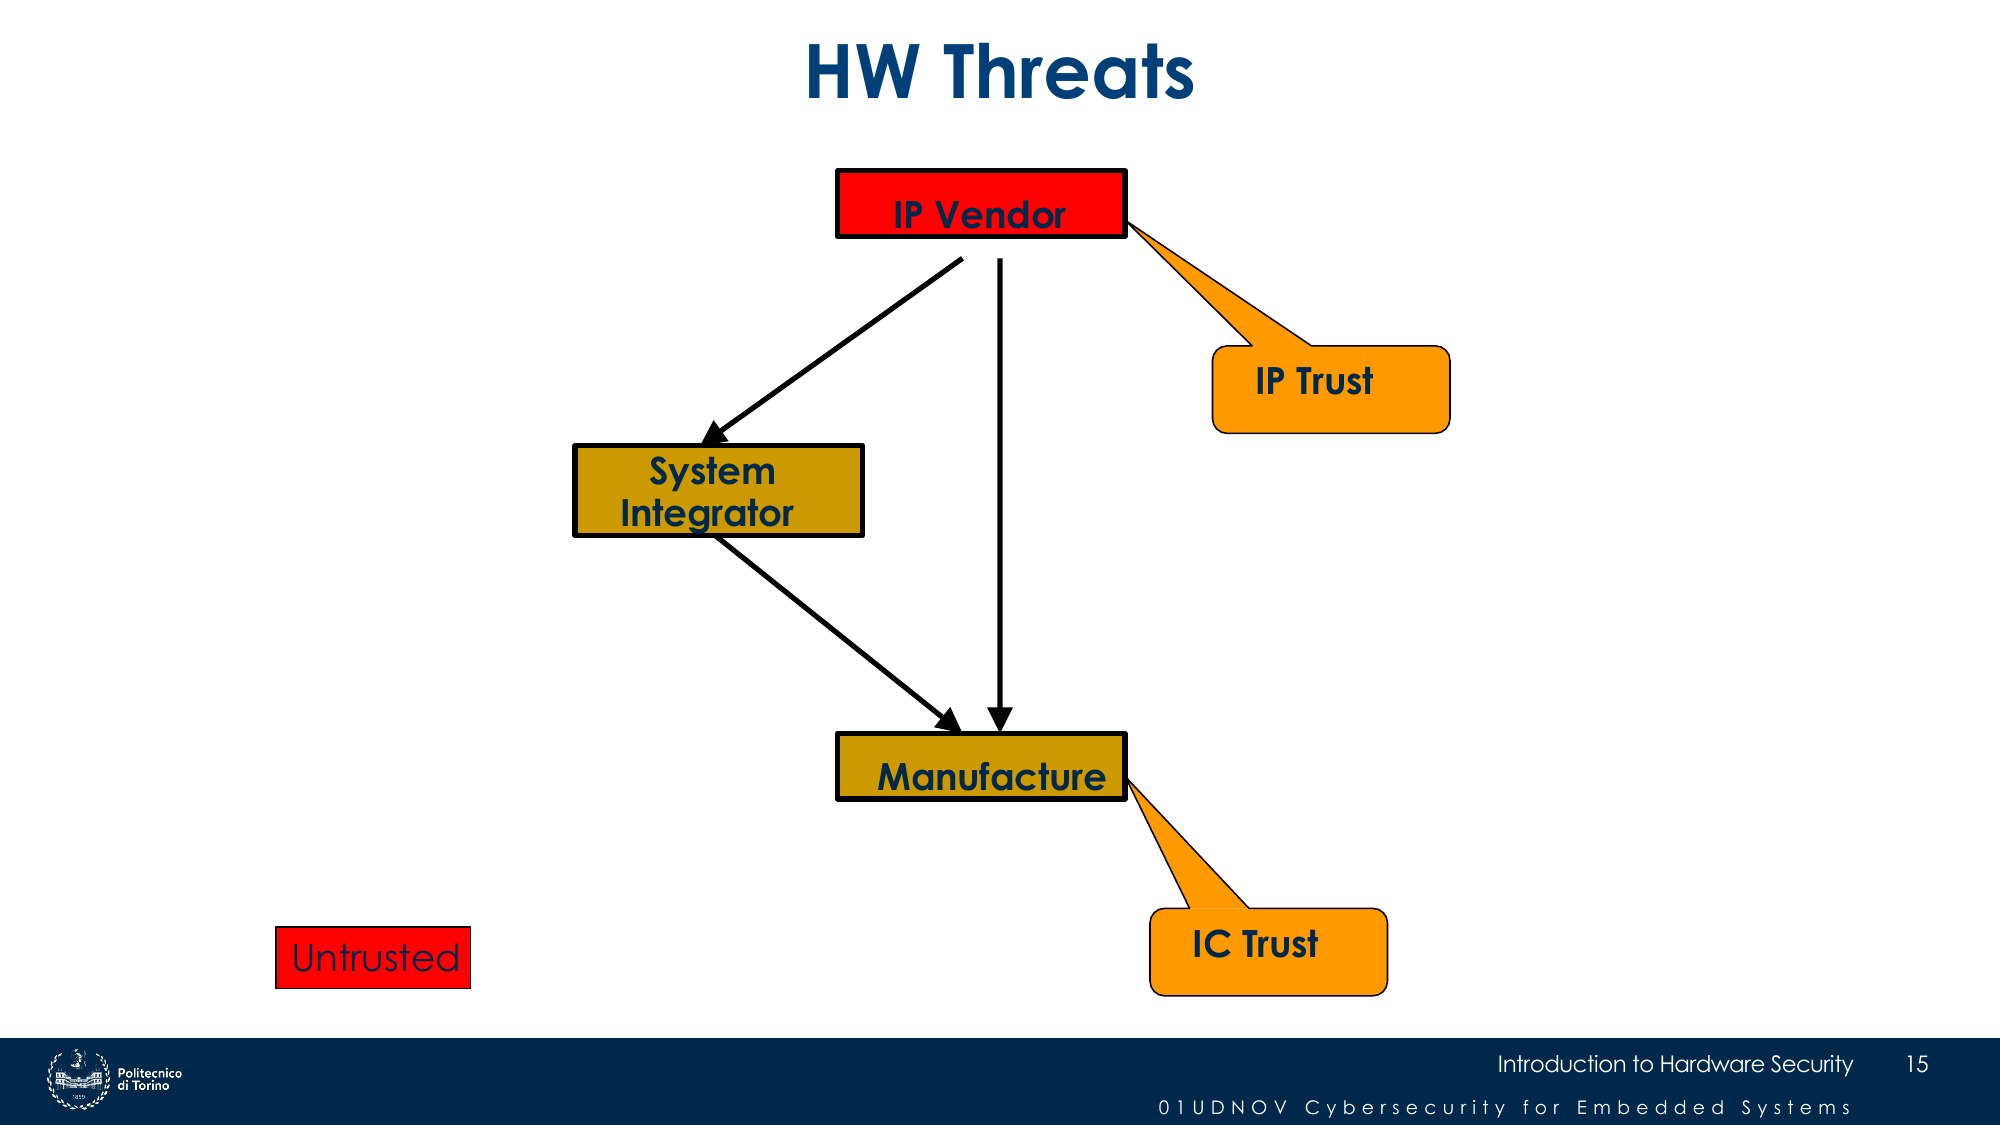 HW Threats
IP Vendor
IP Trust
System
Integrator
Manufacture
IC Trust
Untrusted
Politecnico
di Torino
1859
Introduction to Hardware Security
15
01UDNOV Cybersecurity for Embedded Systems